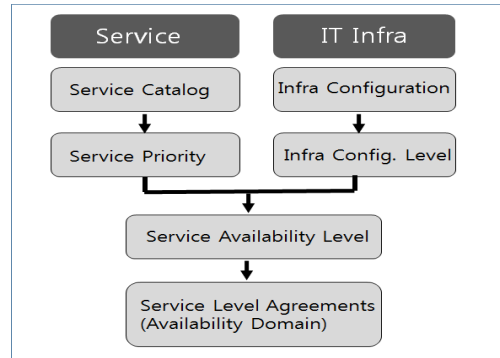 Service
IT Infra
Service Catalog
Infra Configuration
Service Priority
Infra Config. Level
Service Availability Level
Service Level Agreements
(Availability Domain)